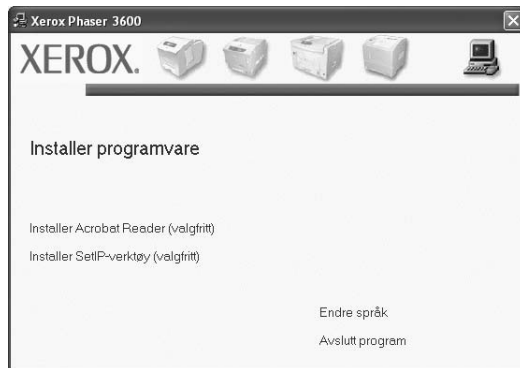 Xerox Phaser 3600
XEROX.
Installer programvare
Installer Acrobat Reader (valgfritt)
Installer SetIP-verktøy (valgfritt)
Endre språk
Avslutt program